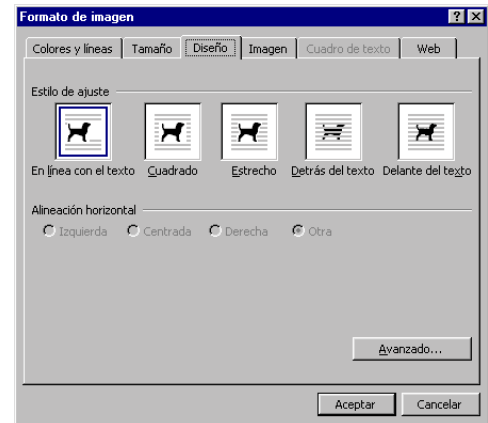 Formato de imagen
Colores y líneas Tamaño Diseño Imagen Cuadro de texto Web
Estilo de ajuste
En línea con el texto Cuadrado Estrecho Detrás del texto Delante del texto
Alineación horizontal
Izquierda Centrada Derecha Otra
Avanzado...
Aceptar Cancelar